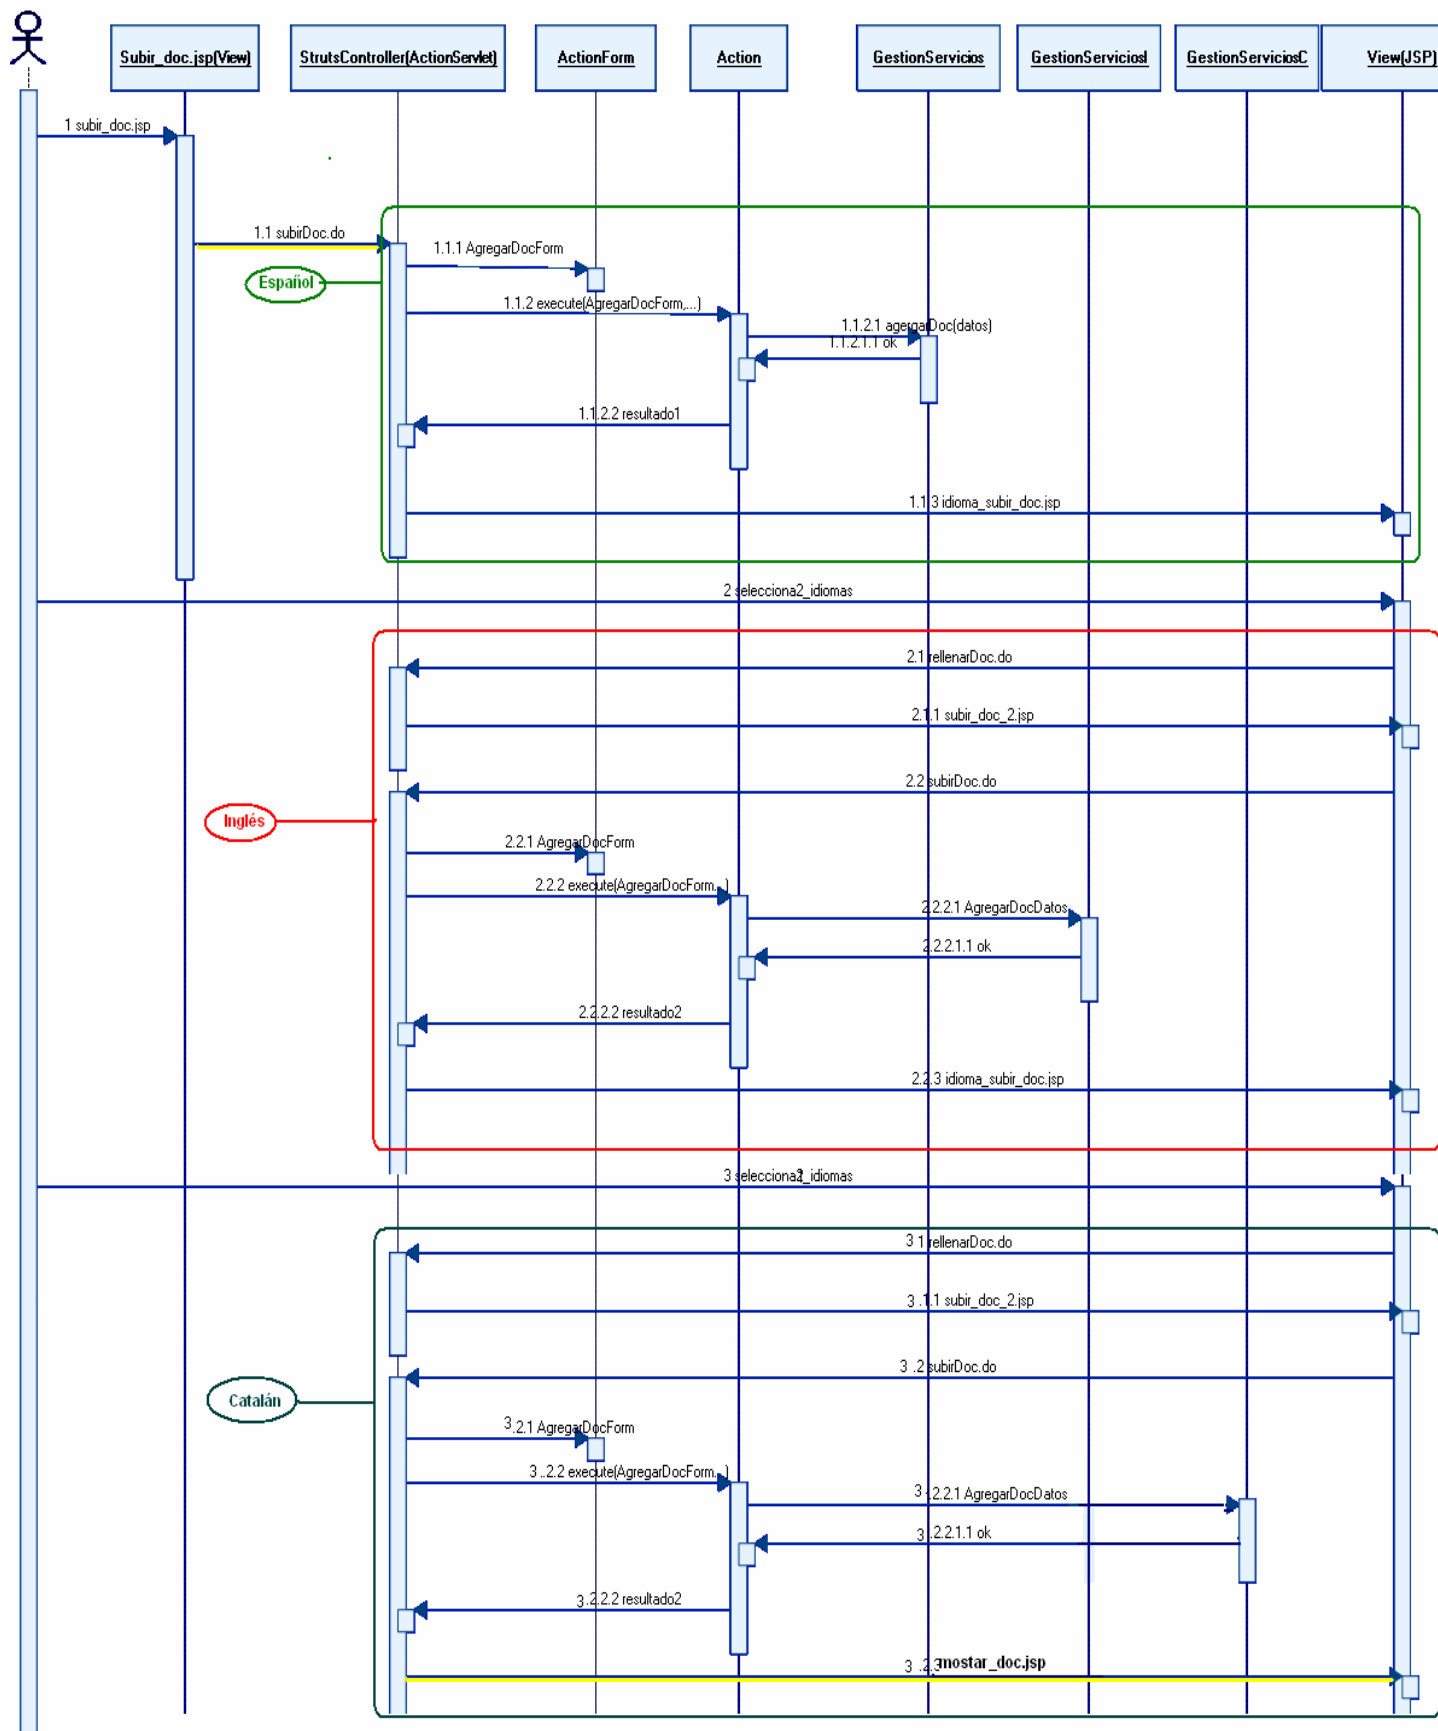 Subir_doc.jsp(View)
StrutsController(ActionServlet)
ActionForm
Action
GestionServicios
GestionServiciosI
GestionServiciosC
View(JSP)
1 subir_doc.jsp
1.1 subirDoc.do
1.1.1 AgregarDocForm
Español
1.1.2 execute(AgregarDocForm,...)
1.1.2.1 agergarDoc(datos)
1.1.2.1.1 ok
1.1.2.2 resultado1
1.1.3 idioma_subir_doc.jsp
2 selecciona2_idiomas
2.1 rellenarDoc.do
2.1.1 subir_doc_2.jsp
2.2 subirDoc.do
Inglés
2.2.1 AgregarDocForm
2.2.2 execute(AgregarDocForm...)
2.2.2.1 AgregarDocDatos
2.2.2.1.1 ok
2.2.2.2 resultado2
2.2.3 idioma_subir_doc.jsp
3 selecciona2_idiomas
3 1 rellenarDoc.do
3 .1.1 subir_doc_2.jsp
3 .2 subirDoc.do
Catalán
3.2.1 AgregarDocForm
3 ..2.2 execute(AgregarDocForm...)
3 .2.2.1 AgregarDocDatos
3 .2.2.1.1 ok
3.2.2.2 resultado2
3 .2.3 mostar_doc.jsp